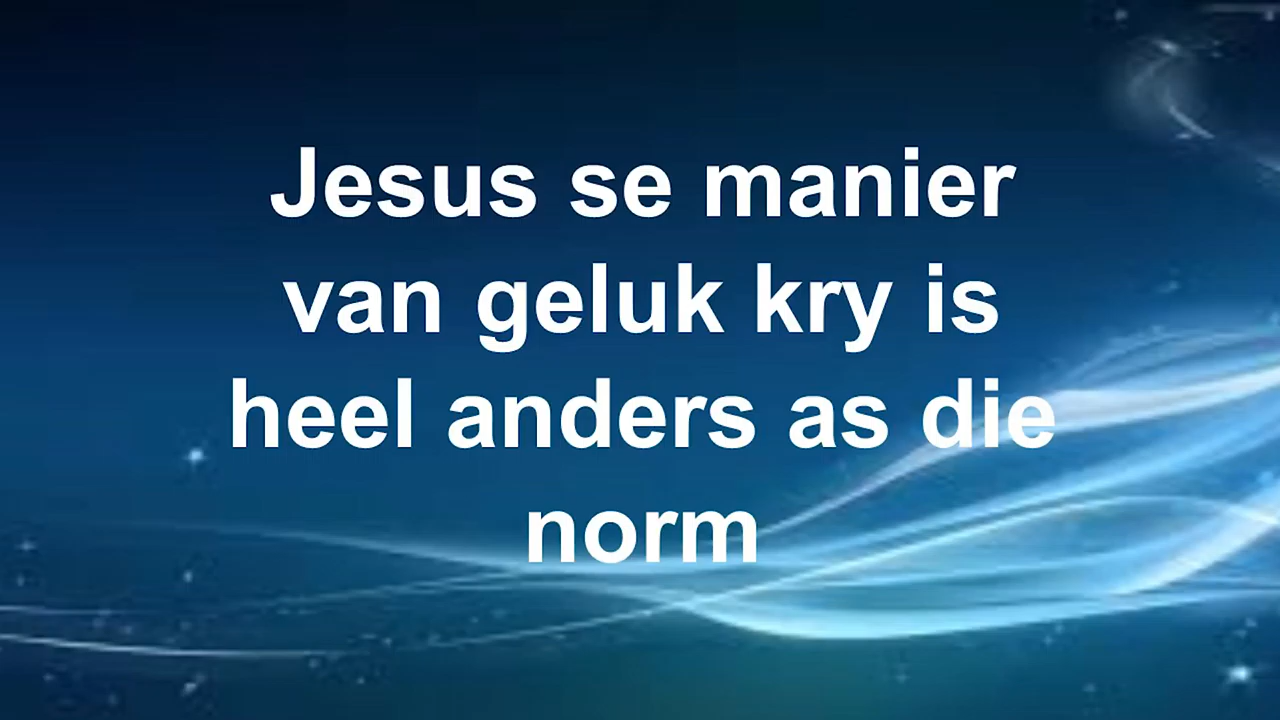 Jesus se manier
van geluk kry is
heel anders as die
norm